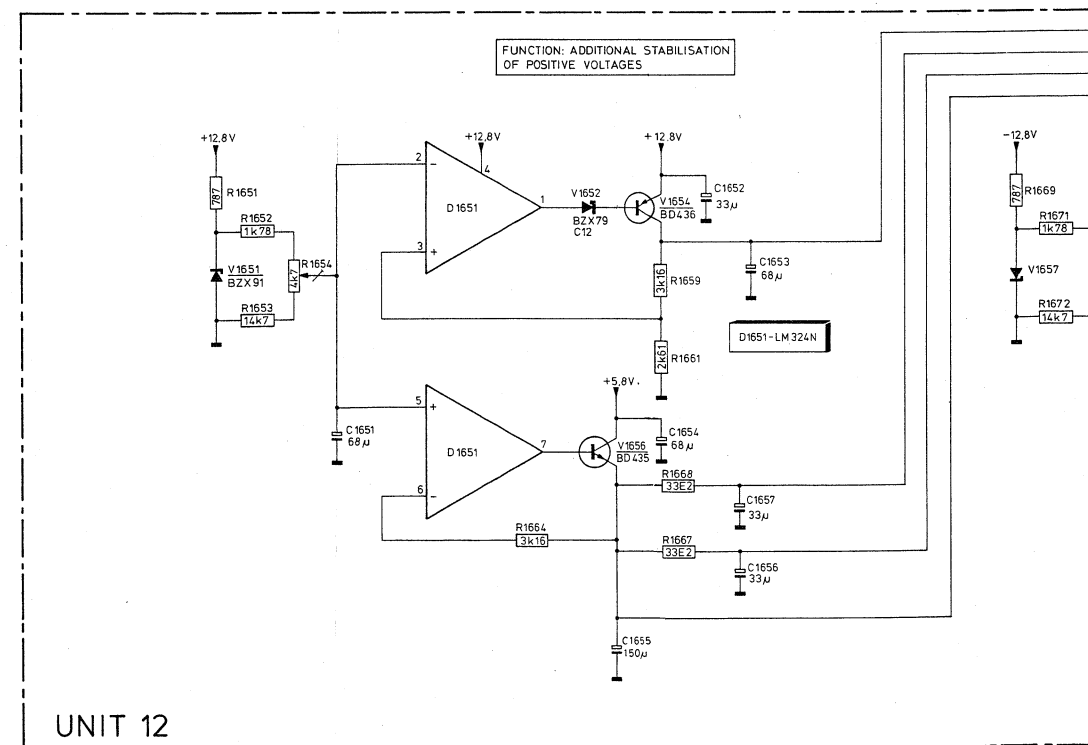 FUNCTION: ADDITIONAL STABILISATION
OF POSITIVE VOLTAGES
+12,8V
787
R1651
R1652
1k78
V1651
BZX91
R1654
4k7
R1653
14k7
C1651
68µ
+12,8V
2
-
4
D1651
1
3
+
V1652
BZX79
C12
+12,8V
V1654
BD436
C1652
33µ
C1653
68µ
3k16
R1659
2k61
R1661
D1651-LM324N
5
+
D1651
7
6
-
+5,8V.
V1656
BD435
C1654
68µ
R1664
3k16
R1668
33E2
C1657
33µ
R1667
33E2
C1656
33µ
C1655
150µ
-12,8V
787
R1669
R1671
1k78
V1657
R1672
14k7
UNIT 12